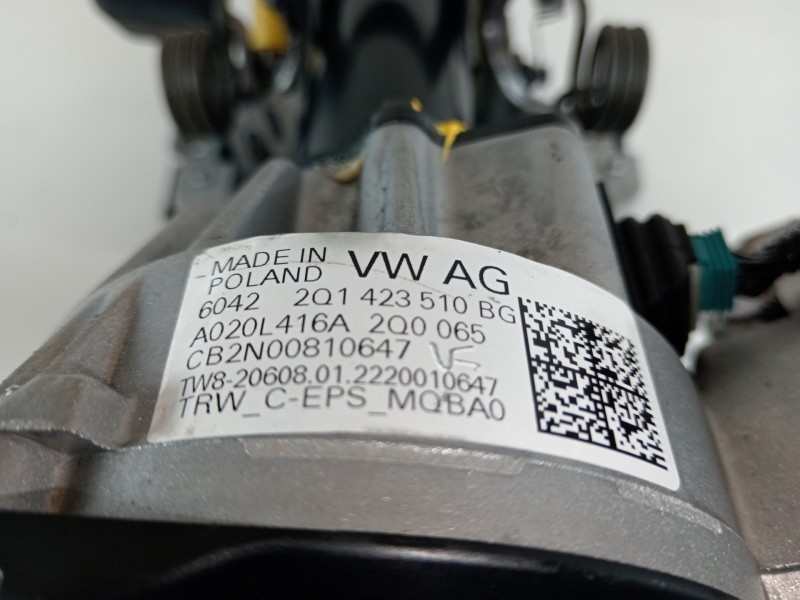 MADE IN
POLAND VW AG
6042 2Q1 423 510 BG
A020L416A 2Q0 065
CB2N00810647
TW8-20608.01.2220010647
TRW_C-EPS_MQBA0